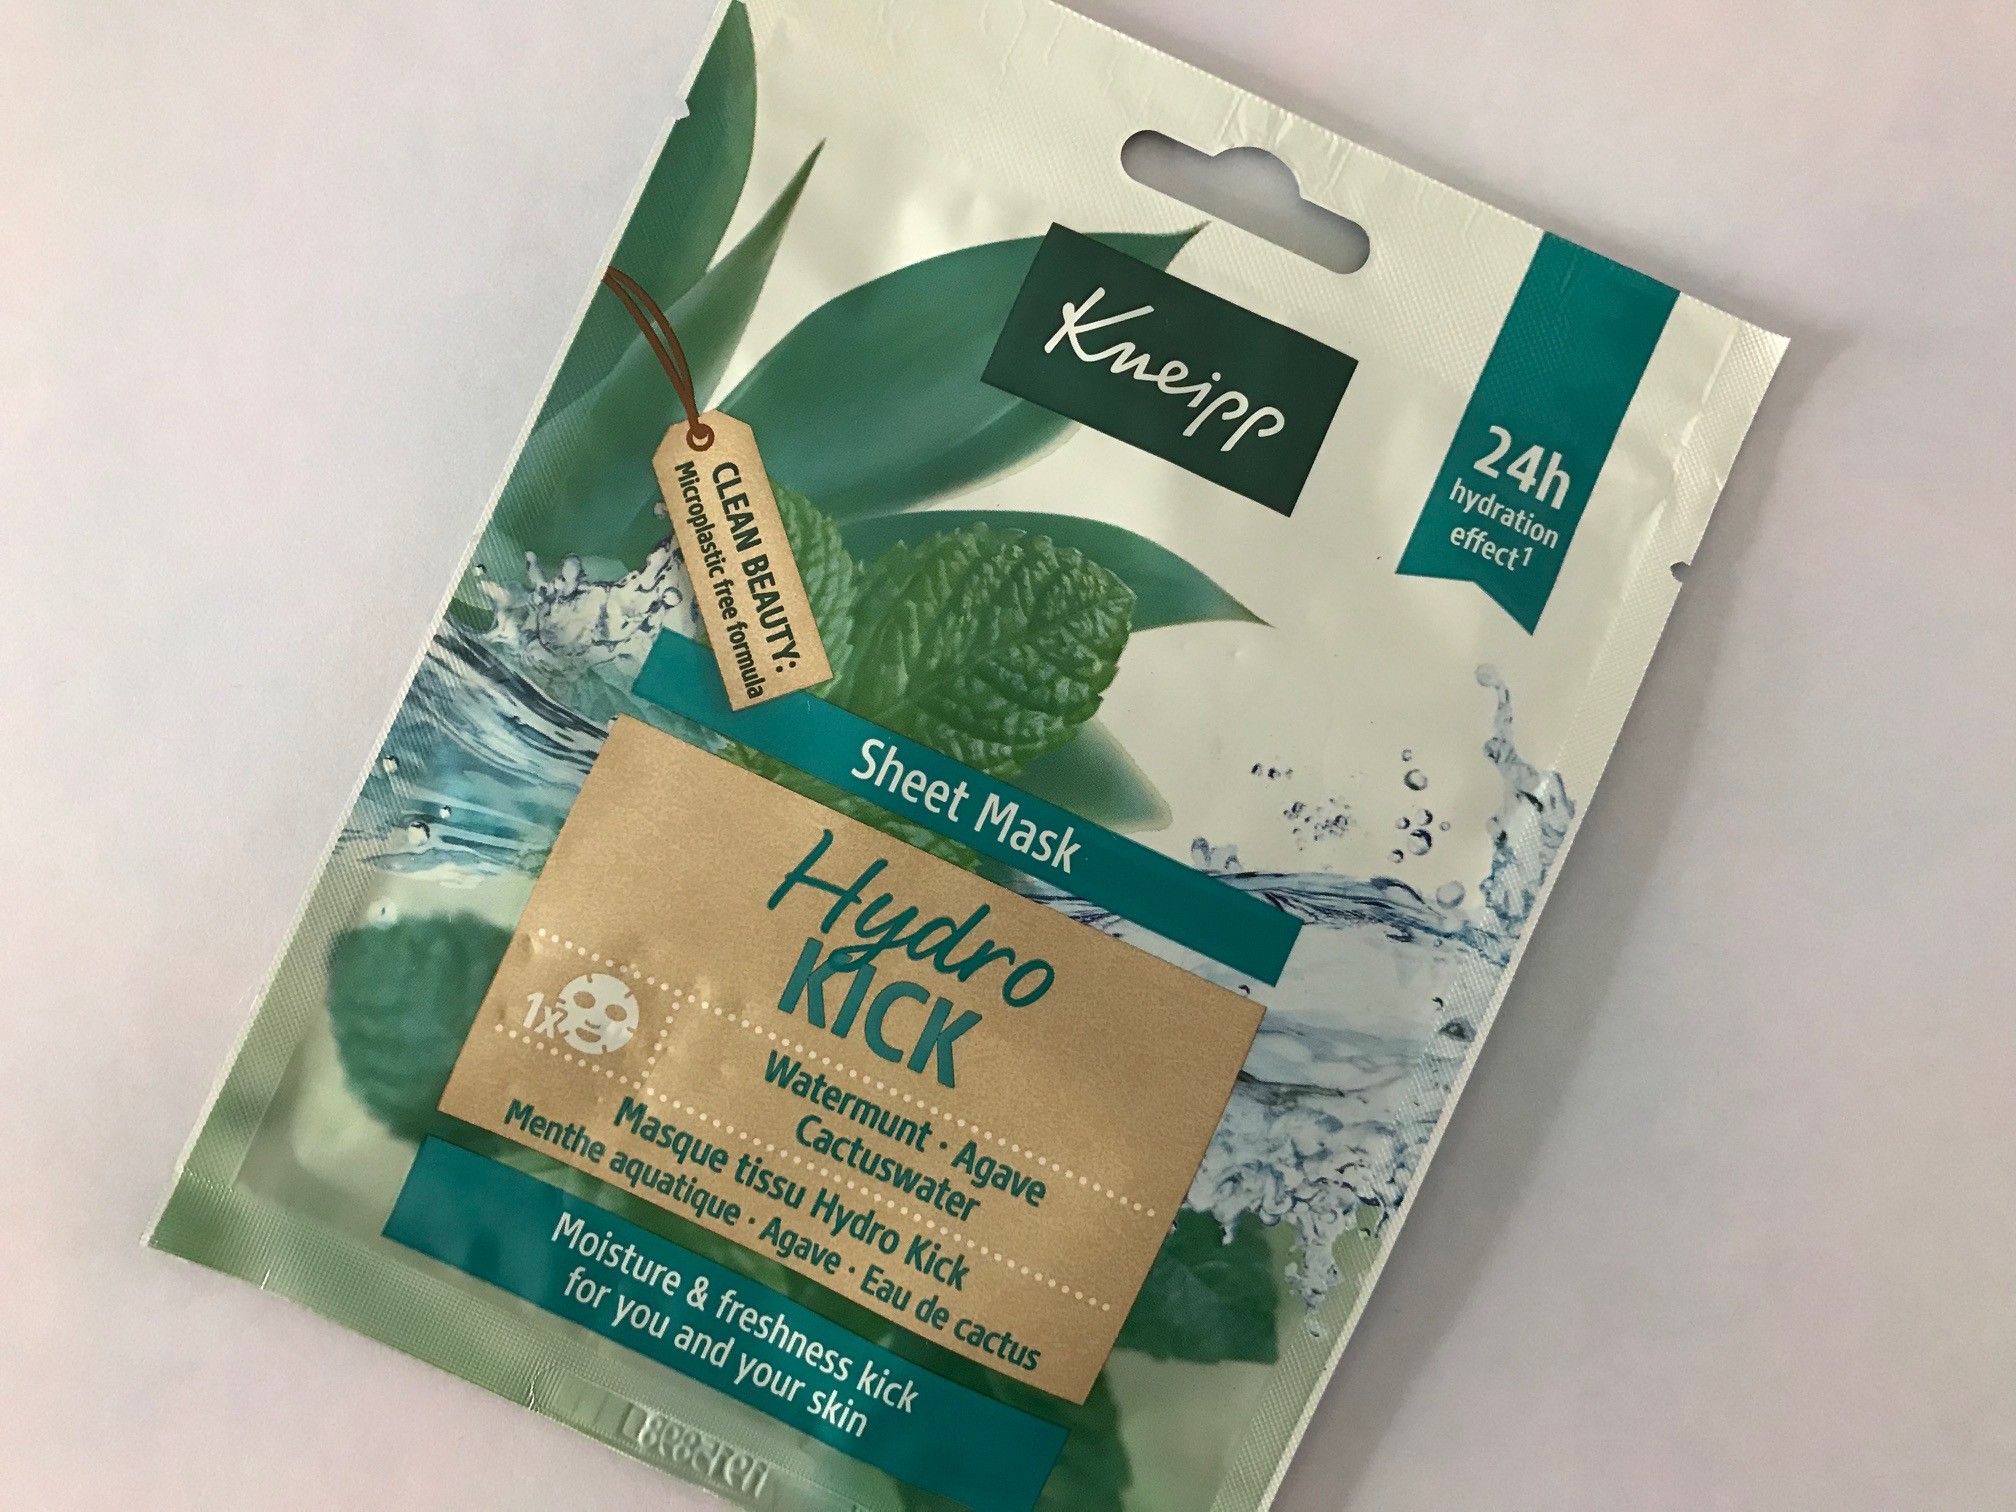 Kneipp
24h
hydration
effect¹
CLEAN BEAUTY:
Microplastic free formula
Sheet Mask
Hydro
KICK
1x
Watermunt · Agave
Cactuswater
Masque tissu Hydro Kick
Menthe aquatique · Agave · Eau de cactus
Moisture & freshness kick
for you and your skin